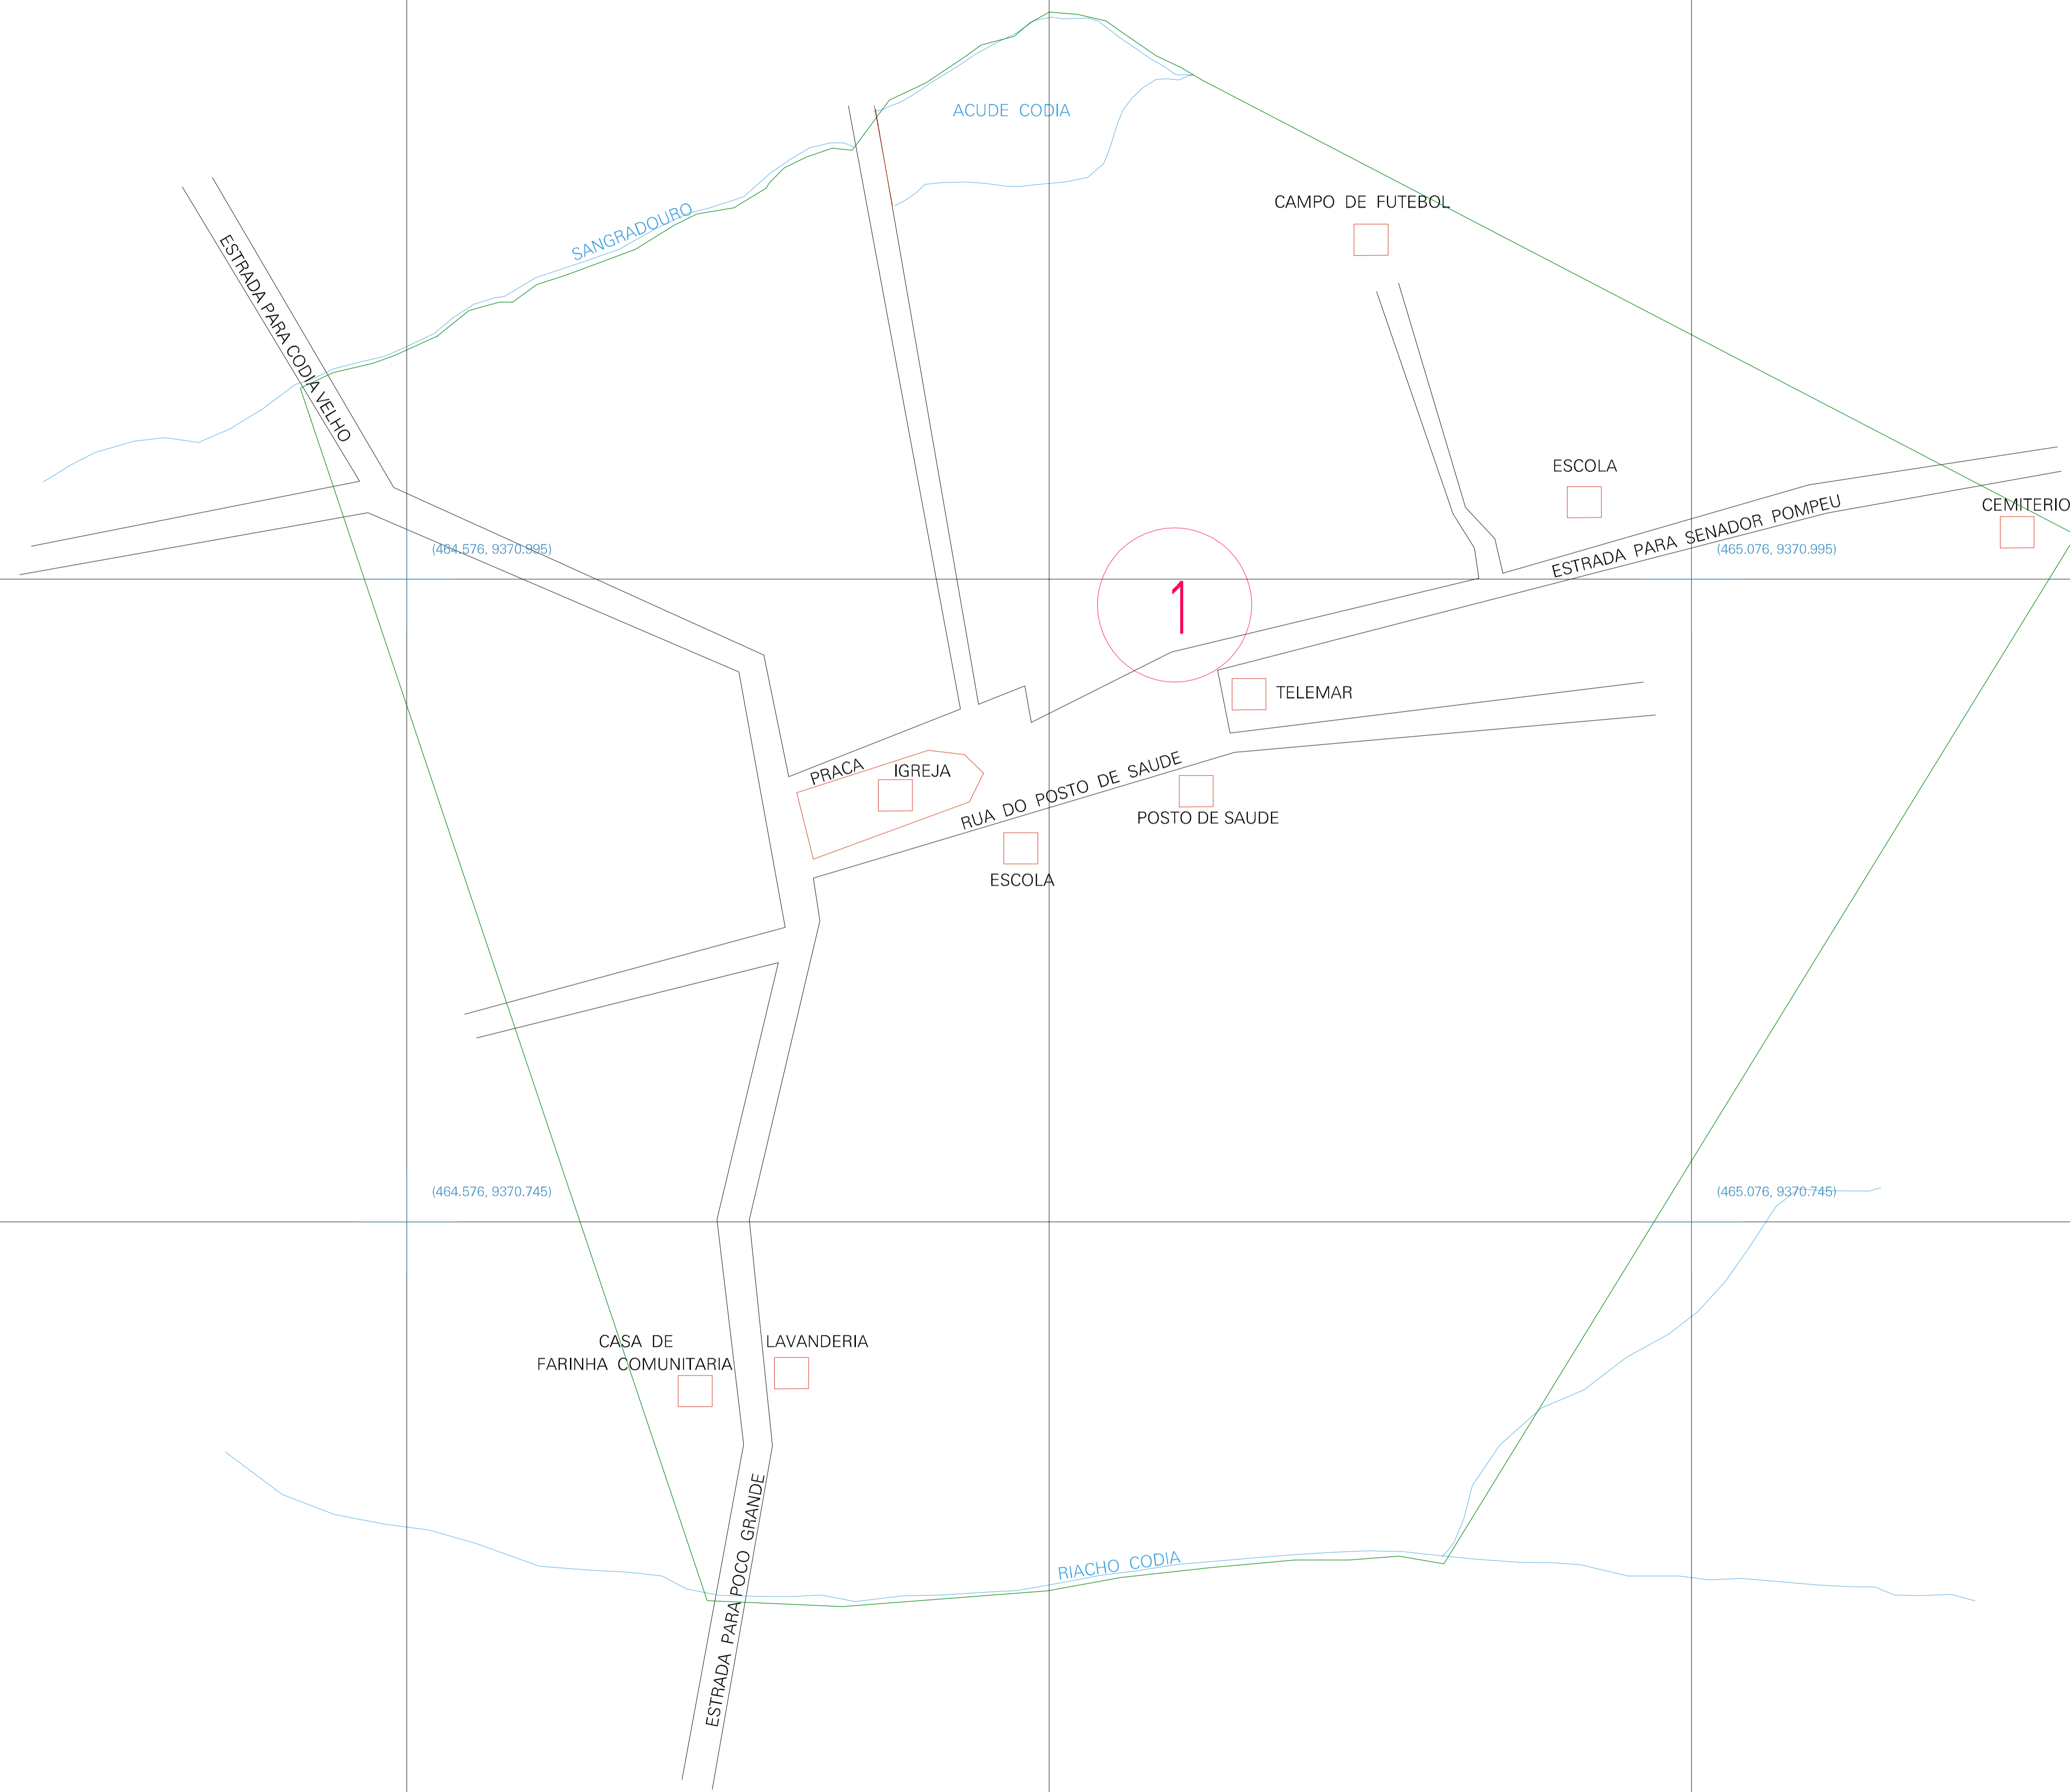 ACUDE CODIA
CAMPO DE FUTEBOL
SANGRADOURO
ESTRADA PARA CODIA VELHO
ESCOLA
CEMITERIO
ESTRADA PARA SENADOR POMPEU
(464.576, 9370.995)
(465.076, 9370.995)
1
TELEMAR
PRACA
IGREJA
RUA DO POSTO DE SAUDE
POSTO DE SAUDE
ESCOLA
(464.576, 9370.745)
(465.076, 9370.745)
CASA DE
FARINHA COMUNITARIA
LAVANDERIA
ESTRADA PARA POCO GRANDE
RIACHO CODIA